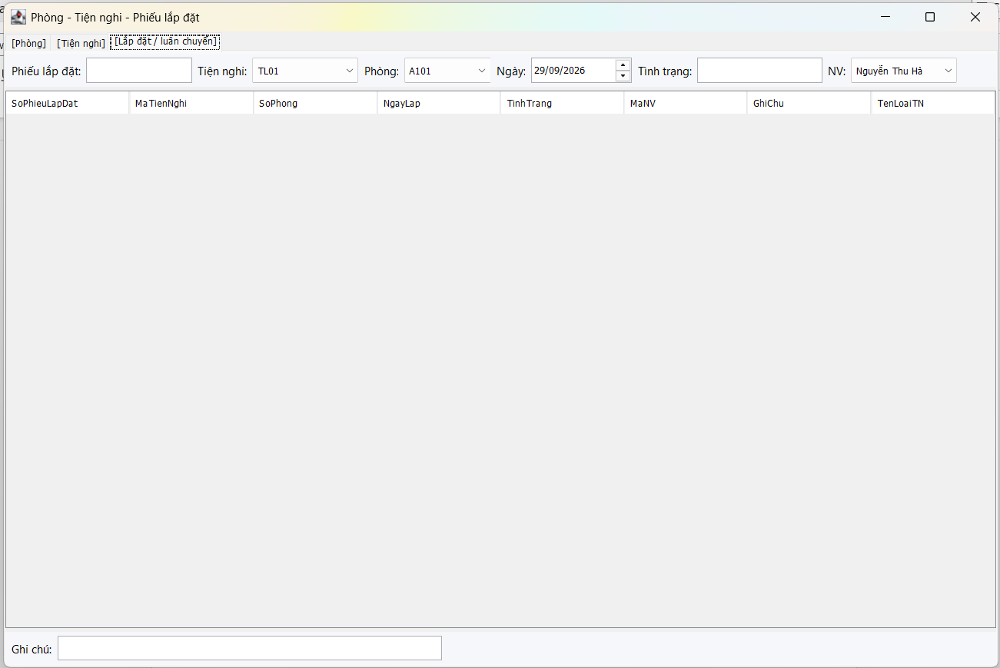 Phòng - Tiện nghi - Phiếu lắp đặt
[Phòng] [Tiện nghi] [Lắp đặt / luân chuyển]
Phiếu lắp đặt: Tiện nghi: TL01 Phòng: A101 Ngày: 29/09/2026 Tình trạng: NV: Nguyễn Thu Hà
SoPhieuLapDat MaTienNghi SoPhong NgayLap TinhTrang MaNV GhiChu TenLoaiTN
Ghi chú: